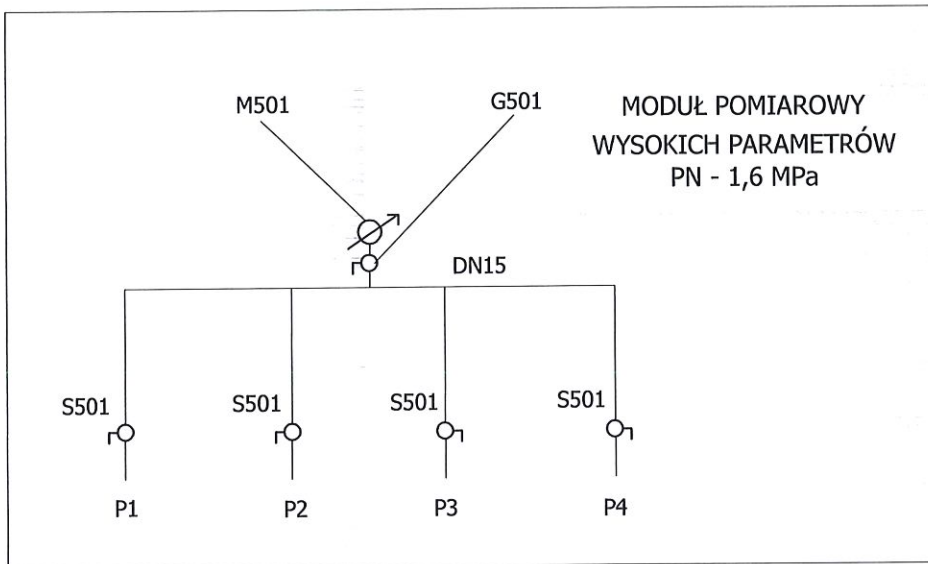 M501
G501
MODUŁ POMIAROWY
WYSOKICH PARAMETRÓW
PN - 1,6 MPa
DN15
S501
S501
S501
S501
P1
P2
P3
P4